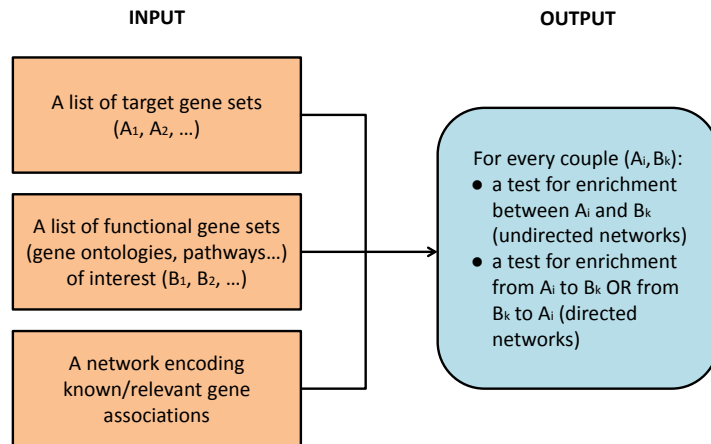 INPUT
OUTPUT
A list of target gene sets
(A₁, A₂, …)
A list of functional gene sets
(gene ontologies, pathways…)
of interest (B₁, B₂, …)
A network encoding
known/relevant gene
associations
For every couple (Aᵢ, Bₖ):
● a test for enrichment
between Aᵢ and Bₖ
(undirected networks)
● a test for enrichment
from Aᵢ to Bₖ OR from
Bₖ to Aᵢ (directed
networks)